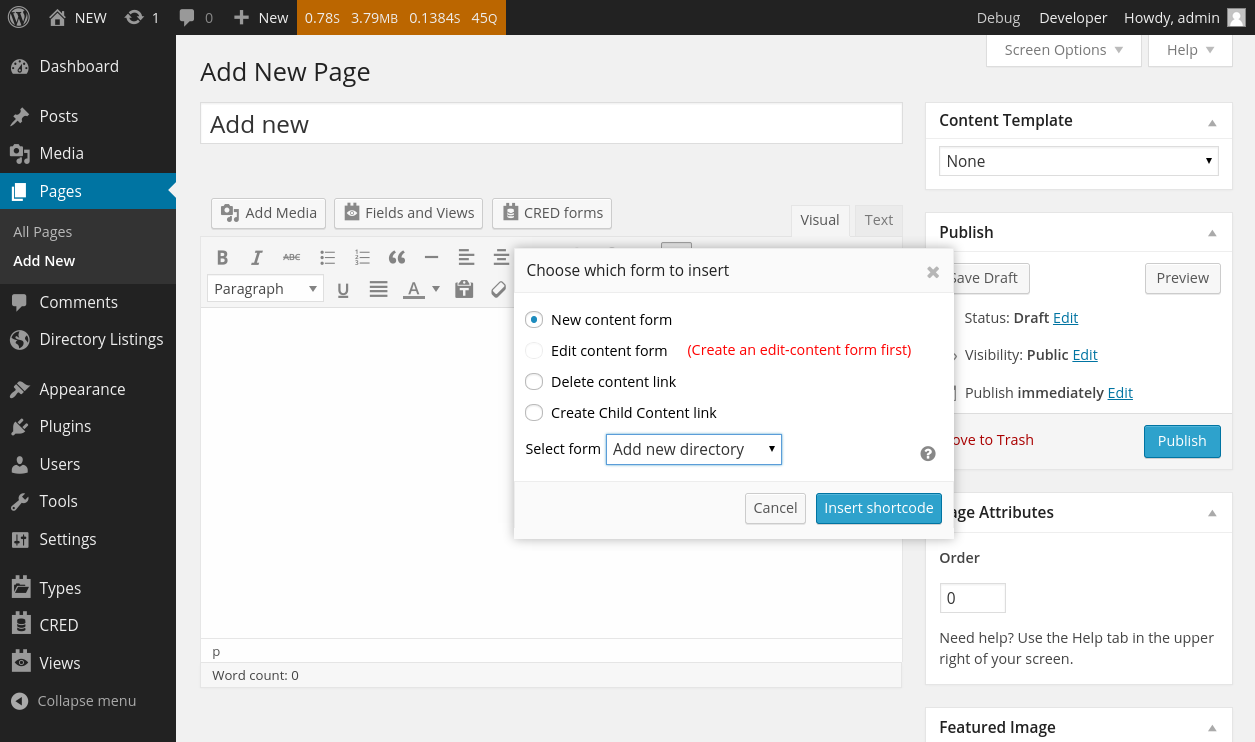 NEW 1 0 New 0.78S 3.79MB 0.1384S 45Q Debug Developer Howdy, admin
Screen Options Help
Dashboard
Posts
Media
Pages
All Pages
Add New
Comments
Directory Listings
Appearance
Plugins
Users
Tools
Settings
Types
CRED
Views
Collapse menu
Add New Page
Add new
Add Media Fields and Views CRED forms
Visual Text
B I ABC
Paragraph U A T
p
Word count: 0
Choose which form to insert
New content form
Edit content form (Create an edit-content form first)
Delete content link
Create Child Content link
Select form Add new directory ?
Cancel Insert shortcode
Content Template
None
Publish
Save Draft Preview
Status: Draft Edit
Visibility: Public Edit
Publish immediately Edit
ove to Trash Publish
age Attributes
Order
0
Need help? Use the Help tab in the upper
right of your screen.
Featured Image